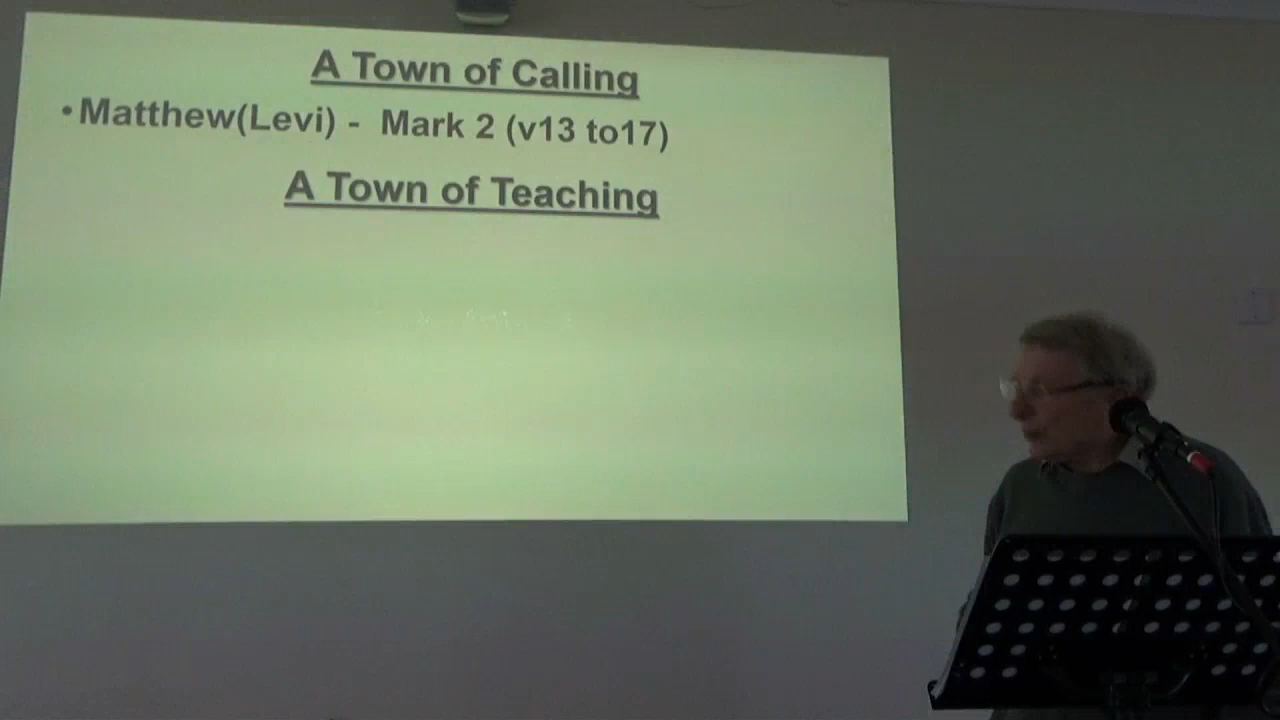 A Town of Calling
•Matthew(Levi) - Mark 2 (v13 to17)
A Town of Teaching